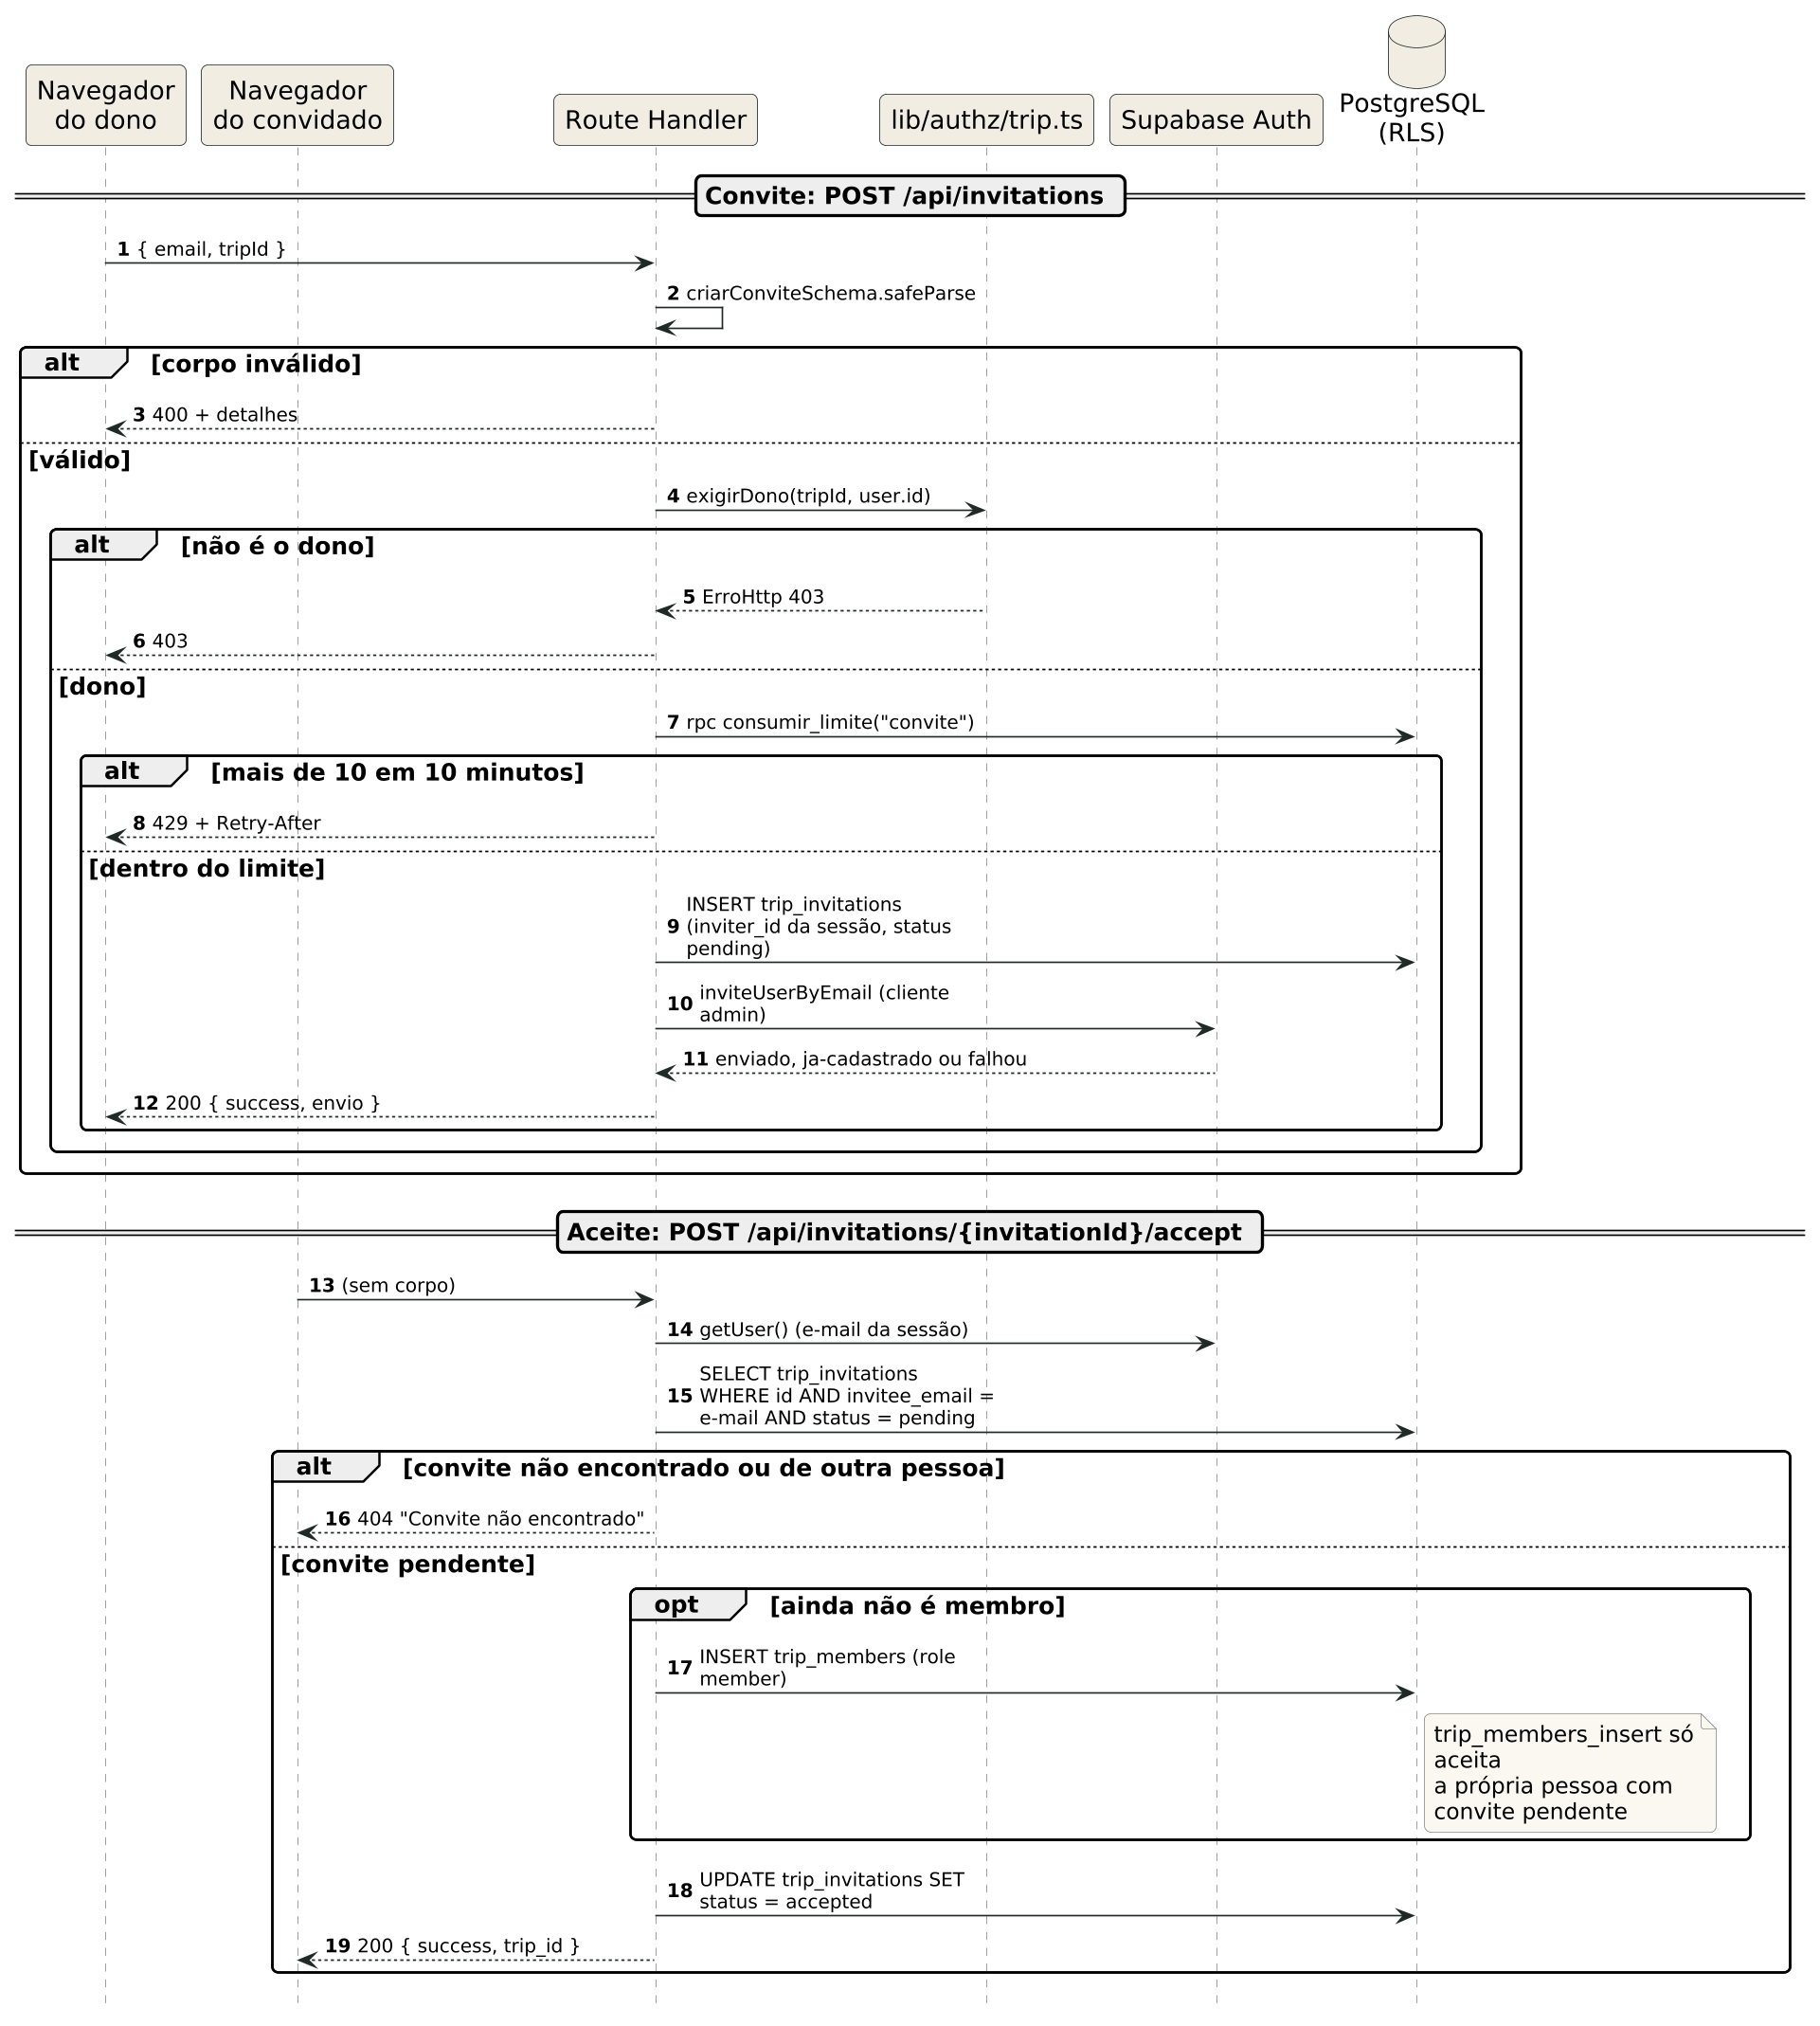 Navegador
do dono
Navegador
do convidado
Route Handler
lib/authz/trip.ts
Supabase Auth
PostgreSQL
(RLS)
Convite: POST /api/invitations
1 { email, tripId }
2 criarConviteSchema.safeParse
alt [corpo inválido]
3 400 + detalhes
[válido]
4 exigirDono(tripId, user.id)
alt [não é o dono]
5 ErroHttp 403
6 403
[dono]
7 rpc consumir_limite("convite")
alt [mais de 10 em 10 minutos]
8 429 + Retry-After
[dentro do limite]
INSERT trip_invitations
9 (inviter_id da sessão, status
pending)
10 inviteUserByEmail (cliente
admin)
11 enviado, ja-cadastrado ou falhou
12 200 { success, envio }
Aceite: POST /api/invitations/{invitationId}/accept
13 (sem corpo)
14 getUser() (e-mail da sessão)
SELECT trip_invitations
15 WHERE id AND invitee_email =
e-mail AND status = pending
alt [convite não encontrado ou de outra pessoa]
16 404 "Convite não encontrado"
[convite pendente]
opt [ainda não é membro]
17 INSERT trip_members (role
member)
trip_members_insert só
aceita
a própria pessoa com
convite pendente
18 UPDATE trip_invitations SET
status = accepted
19 200 { success, trip_id }